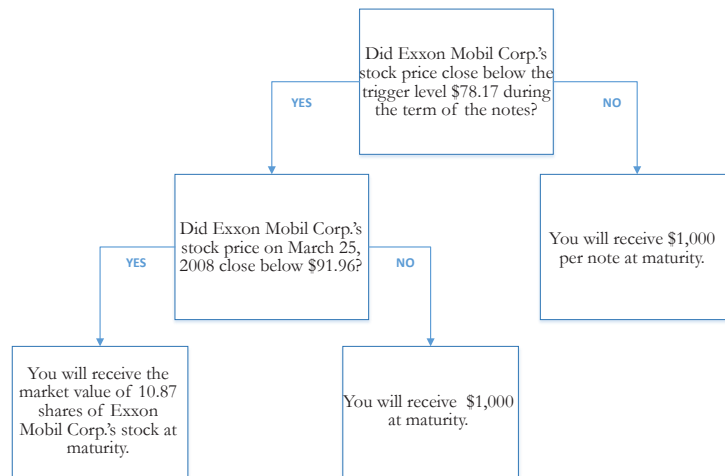 Did Exxon Mobil Corp.'s
stock price close below the
trigger level $78.17 during
the term of the notes?
YES
NO
Did Exxon Mobil Corp.'s
stock price on March 25,
2008 close below $91.96?
You will receive $1,000
per note at maturity.
YES
NO
You will receive the
market value of 10.87
shares of Exxon
Mobil Corp.'s stock at
maturity.
You will receive $1,000
at maturity.